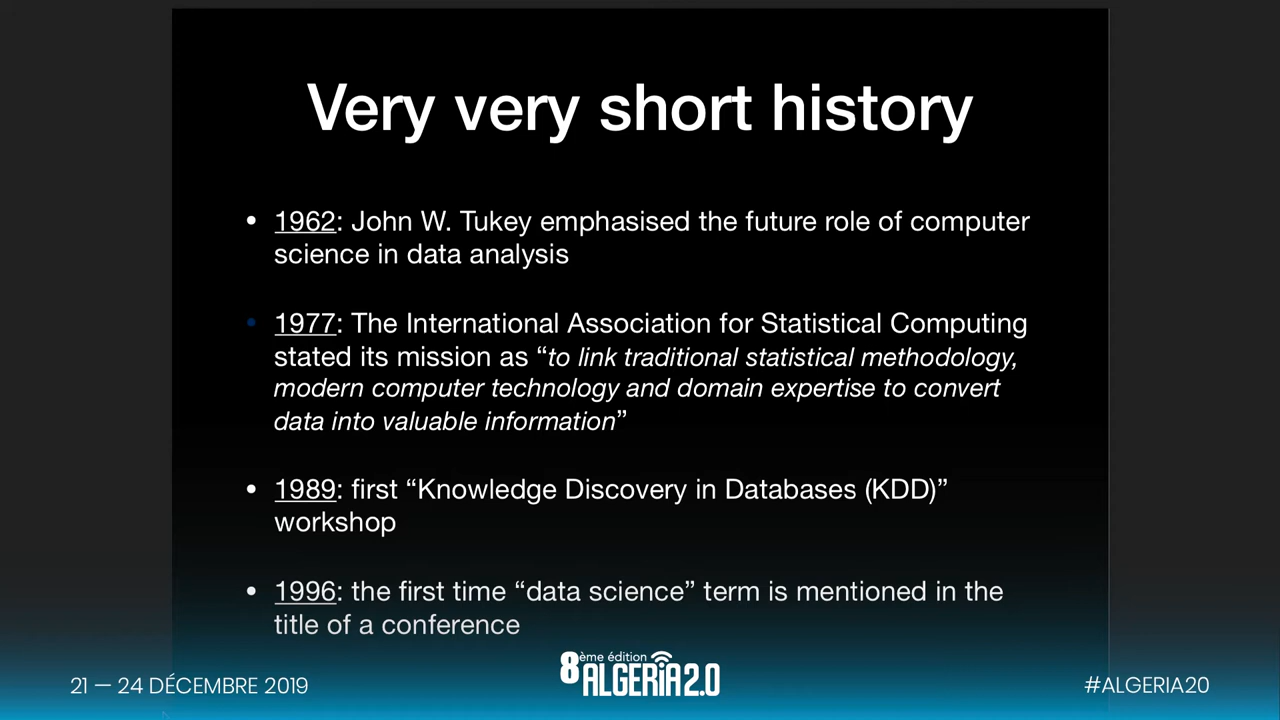 Very very short history
• 1962: John W. Tukey emphasised the future role of computer
science in data analysis
• 1977: The International Association for Statistical Computing
stated its mission as “to link traditional statistical methodology,
modern computer technology and domain expertise to convert
data into valuable information”
• 1989: first “Knowledge Discovery in Databases (KDD)”
workshop
• 1996: the first time “data science” term is mentioned in the
title of a conference
8ème édition
ALGERiA2.0
21 — 24 DÉCEMBRE 2019
#ALGERIA20